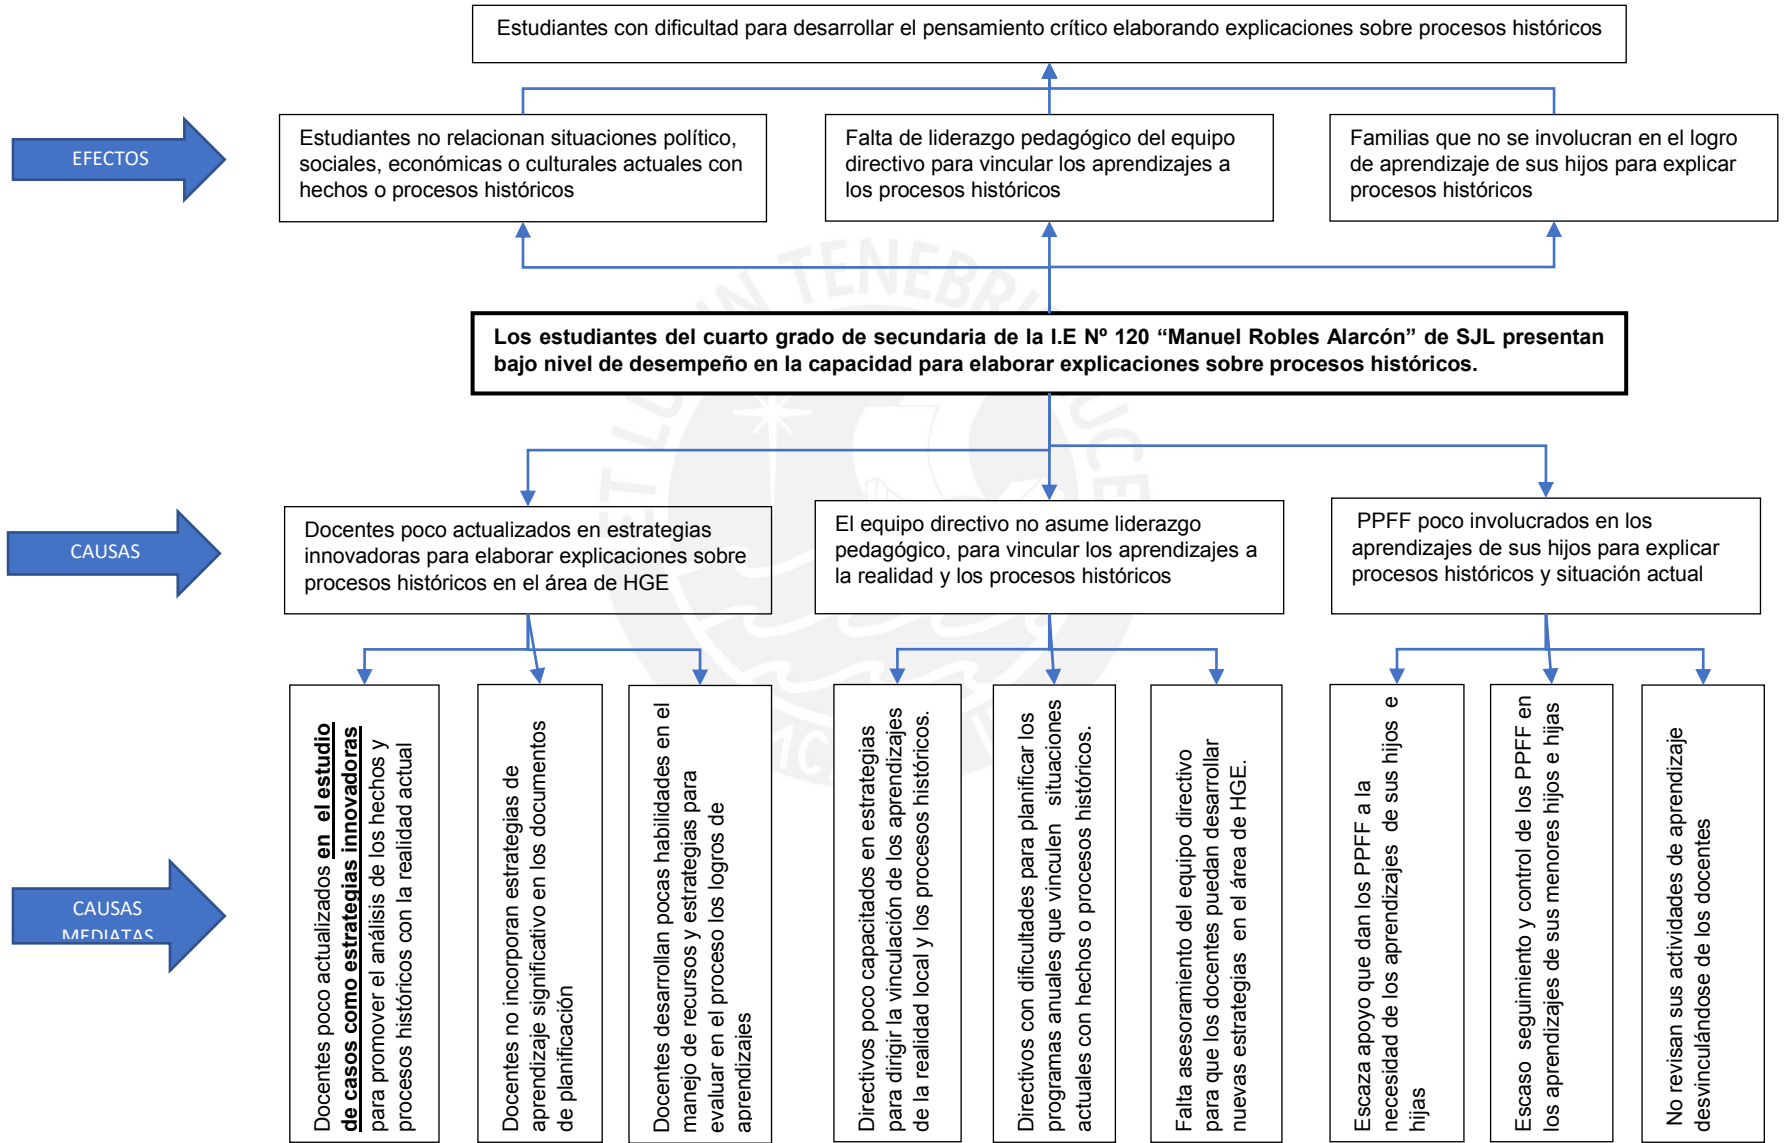 Estudiantes con dificultad para desarrollar el pensamiento crítico elaborando explicaciones sobre procesos históricos
EFECTOS
Estudiantes no relacionan situaciones político,
sociales, económicas o culturales actuales con
hechos o procesos históricos
Falta de liderazgo pedagógico del equipo
directivo para vincular los aprendizajes a
los procesos históricos
Familias que no se involucran en el logro
de aprendizaje de sus hijos para explicar
procesos históricos
Los estudiantes del cuarto grado de secundaria de la I.E Nº 120 “Manuel Robles Alarcón” de SJL presentan
bajo nivel de desempeño en la capacidad para elaborar explicaciones sobre procesos históricos.
CAUSAS
Docentes poco actualizados en estrategias
innovadoras para elaborar explicaciones sobre
procesos históricos en el área de HGE
El equipo directivo no asume liderazgo
pedagógico, para vincular los aprendizajes a
la realidad y los procesos históricos
PPFF poco involucrados en los
aprendizajes de sus hijos para explicar
procesos históricos y situación actual
CAUSAS
MEDIATAS
Docentes poco actualizados en el estudio
de casos como estrategias innovadoras
para promover el análisis de los hechos y
procesos históricos con la realidad actual
Docentes no incorporan estrategias de
aprendizaje significativo en los documentos
de planificación
Docentes desarrollan pocas habilidades en el
manejo de recursos y estrategias para
evaluar en el proceso los logros de
aprendizajes
Directivos poco capacitados en estrategias
para dirigir la vinculación de los aprendizajes
de la realidad local y los procesos históricos.
Directivos con dificultades para planificar los
programas anuales que vinculen situaciones
actuales con hechos o procesos históricos.
Falta asesoramiento del equipo directivo
para que los docentes puedan desarrollar
nuevas estrategias en el área de HGE.
Escaza apoyo que dan los PPFF a la
necesidad de los aprendizajes de sus hijos e
hijas
Escaso seguimiento y control de los PPFF en
los aprendizajes de sus menores hijos e hijas
No revisan sus actividades de aprendizaje
desvinculándose de los docentes